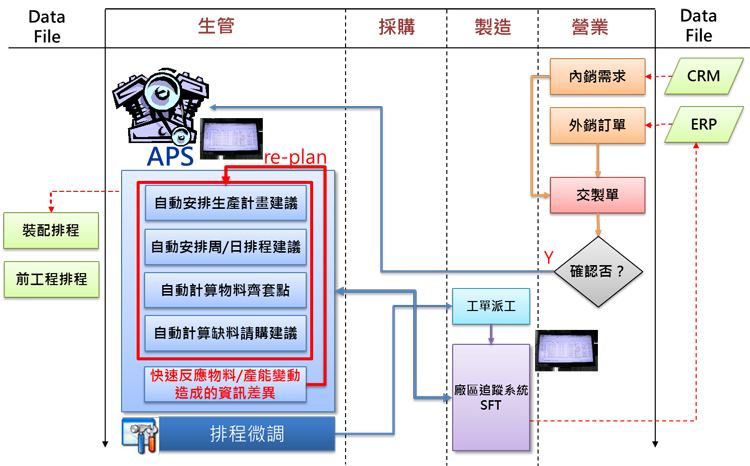 Data
File
生管
採購
製造
營業
Data
File
內銷需求
CRM
外銷訂單
ERP
APS
re-plan
交製單
自動安排生產計畫建議
裝配排程
自動安排周/日排程建議
Y
確認否？
前工程排程
自動計算物料齊套點
工單派工
自動計算缺料請購建議
快速反應物料/產能變動
造成的資訊差異
廠區追蹤系統
SFT
排程微調